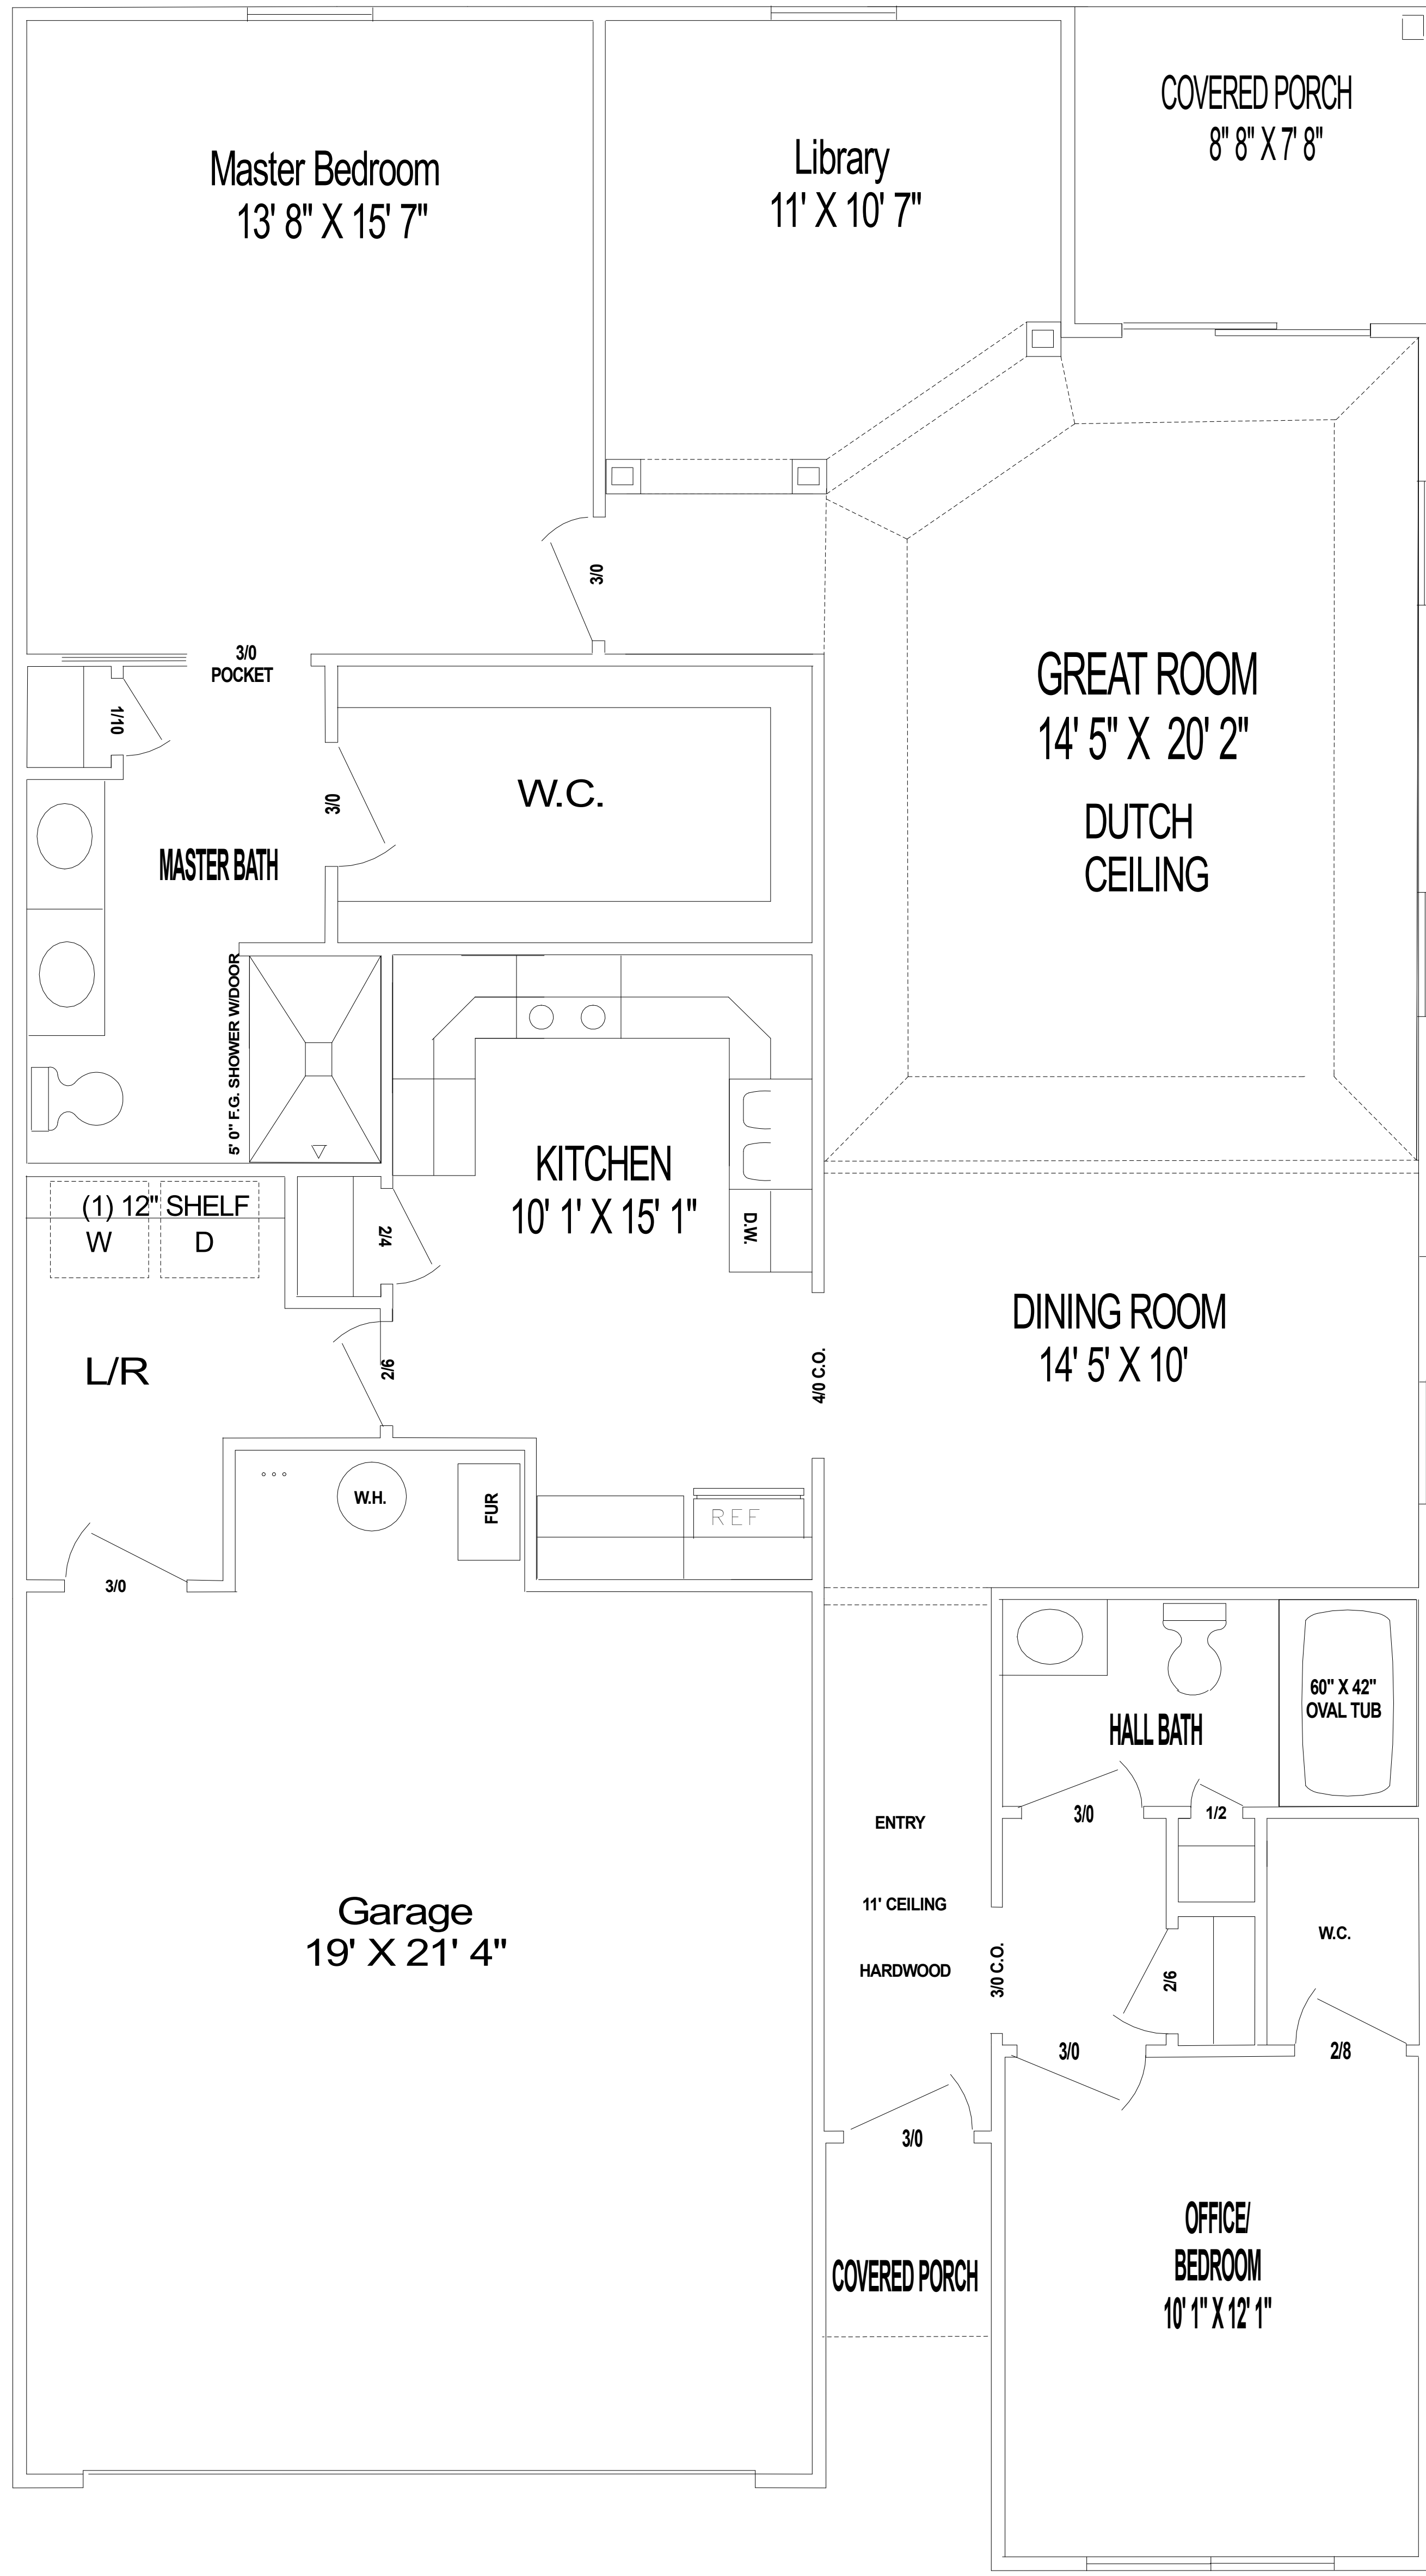 COVERED PORCH
8" 8" X 7' 8"
Master Bedroom
13' 8" X 15' 7"
Library
11' X 10' 7"
3/0
3/0
POCKET
1/10
GREAT ROOM
14' 5" X 20' 2"
DUTCH
CEILING
W.C.
3/0
MASTER BATH
5' 0" F.G. SHOWER W/DOOR
KITCHEN
10' 1' X 15' 1"
D.W.
(1) 12" SHELF
W
D
2/4
DINING ROOM
14' 5' X 10'
L/R
2/6
4/0 C.O.
W.H.
FUR
REF
3/0
60" X 42"
OVAL TUB
HALL BATH
3/0
1/2
ENTRY
11' CEILING
HARDWOOD
Garage
19' X 21' 4"
W.C.
3/0 C.O.
2/6
3/0
2/8
3/0
OFFICE/
BEDROOM
10' 1" X 12' 1"
COVERED PORCH